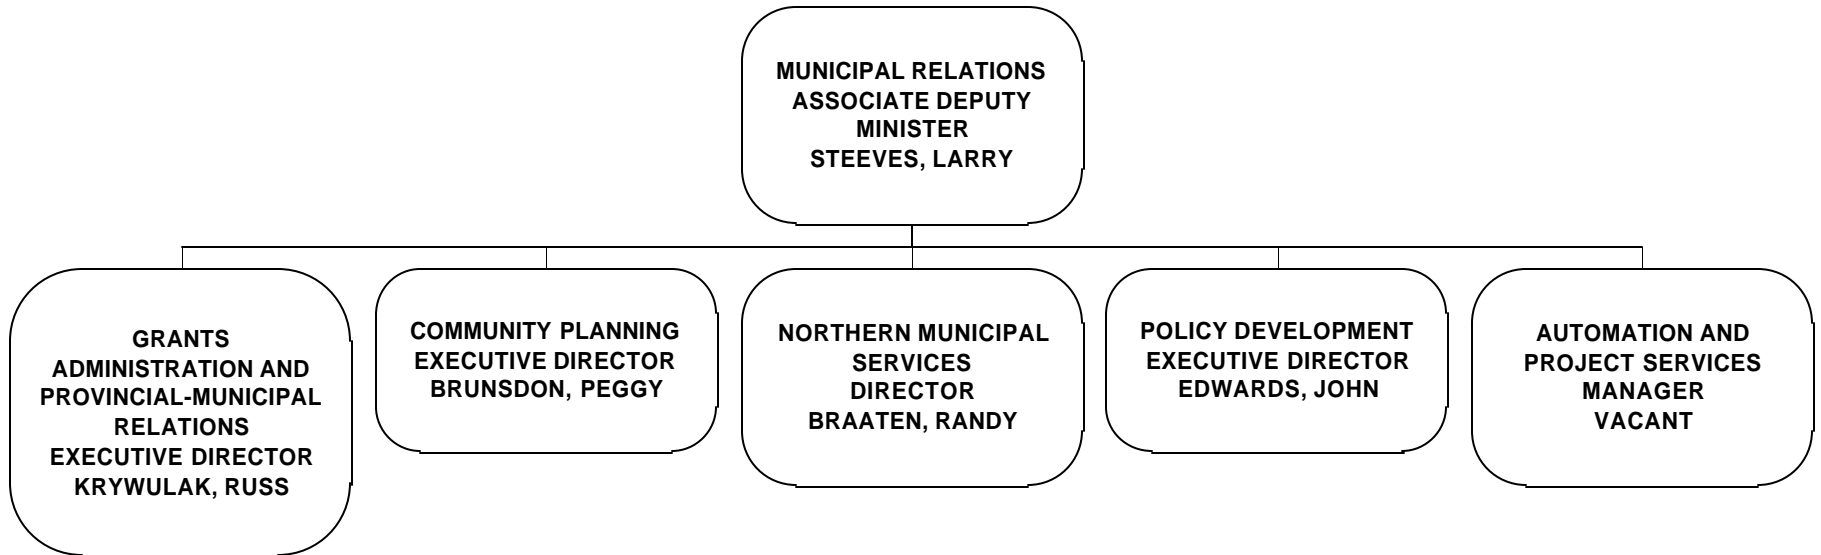 MUNICIPAL RELATIONS
ASSOCIATE DEPUTY
MINISTER
STEEVES, LARRY
GRANTS
ADMINISTRATION AND
PROVINCIAL-MUNICIPAL
RELATIONS
EXECUTIVE DIRECTOR
KRYWULAK, RUSS
COMMUNITY PLANNING
EXECUTIVE DIRECTOR
BRUNSDON, PEGGY
NORTHERN MUNICIPAL
SERVICES
DIRECTOR
BRAATEN, RANDY
POLICY DEVELOPMENT
EXECUTIVE DIRECTOR
EDWARDS, JOHN
AUTOMATION AND
PROJECT SERVICES
MANAGER
VACANT